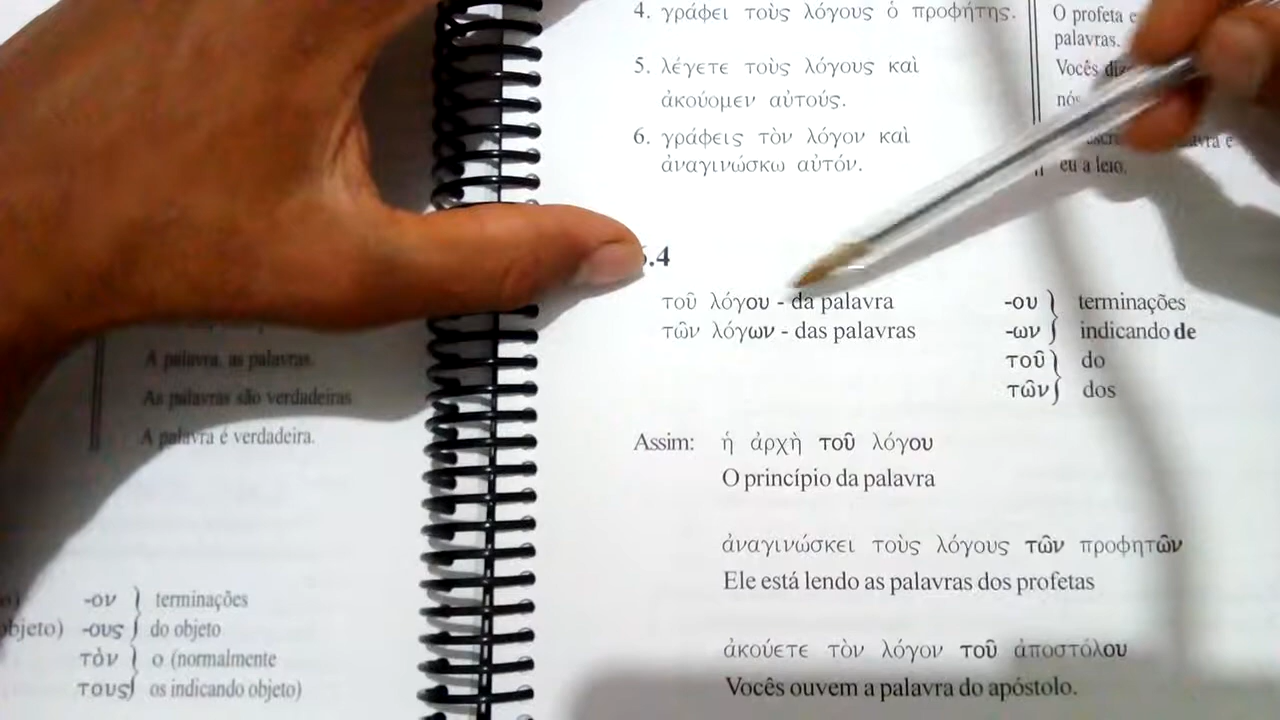 A palavra, as palavras.
As palavras são verdadeiras
A palavra é verdadeira.
-ον } terminações
objeto) -ους } do objeto
τὸν } o (normalmente
τους } os indicando objeto)
4. γράφει τοὺς λόγους ὁ προφήτης.
5. λέγετε τοὺς λόγους καὶ
ἀκούομεν αὐτούς.
6. γράφεις τὸν λόγον καὶ
ἀναγινώσκω αὐτόν.
O profeta e
palavras.
Vocês
eu a leio.
.4
τοῦ λόγου - da palavra
τῶν λόγων - das palavras
-ου } terminações
-ων } indicando de
τοῦ } do
τῶν } dos
Assim: ἡ ἀρχὴ τοῦ λόγου
O princípio da palavra
ἀναγινώσκει τοὺς λόγους τῶν προφητῶν
Ele está lendo as palavras dos profetas
ἀκούετε τὸν λόγον τοῦ ἀποστόλου
Vocês ouvem a palavra do apóstolo.